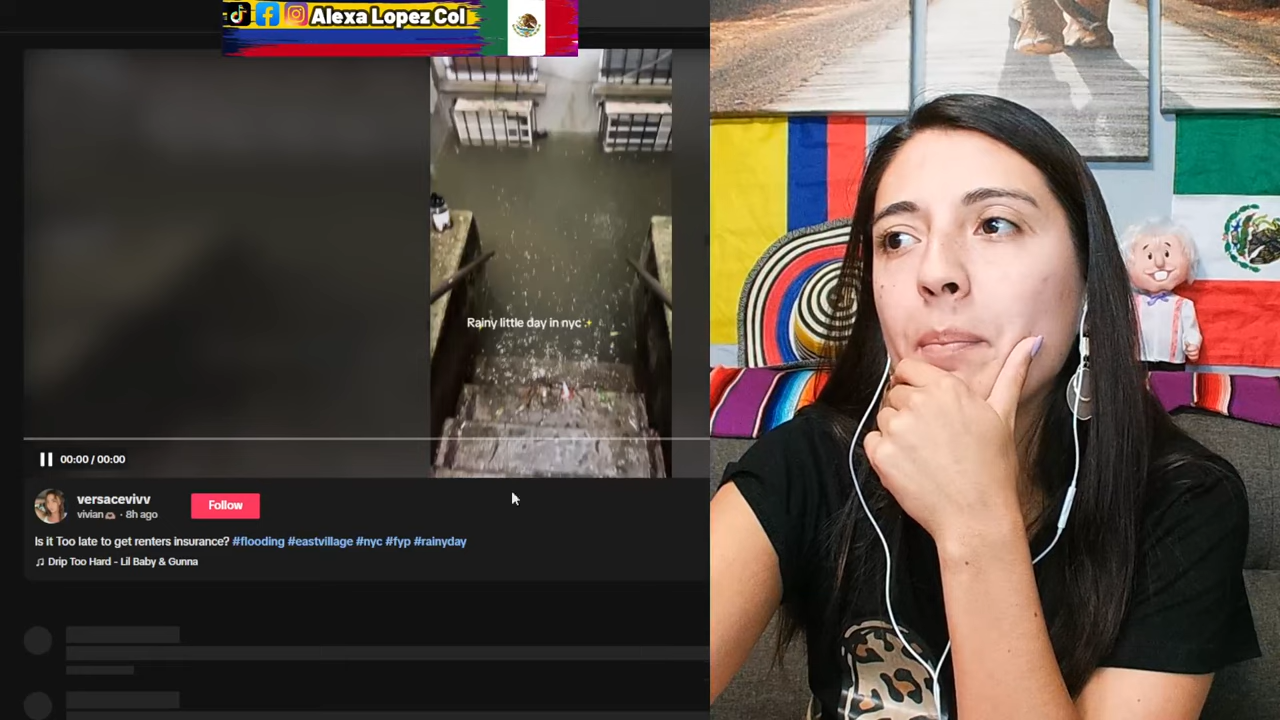 Alexa Lopez Col
Rainy little day in nyc✨
00:00 / 00:00
versacevivv
vivian🫶🏽 · 8h ago
Follow
Is it Too late to get renters insurance? #flooding #eastvillage #nyc #fyp #rainyday
♫ Drip Too Hard - Lil Baby & Gunna